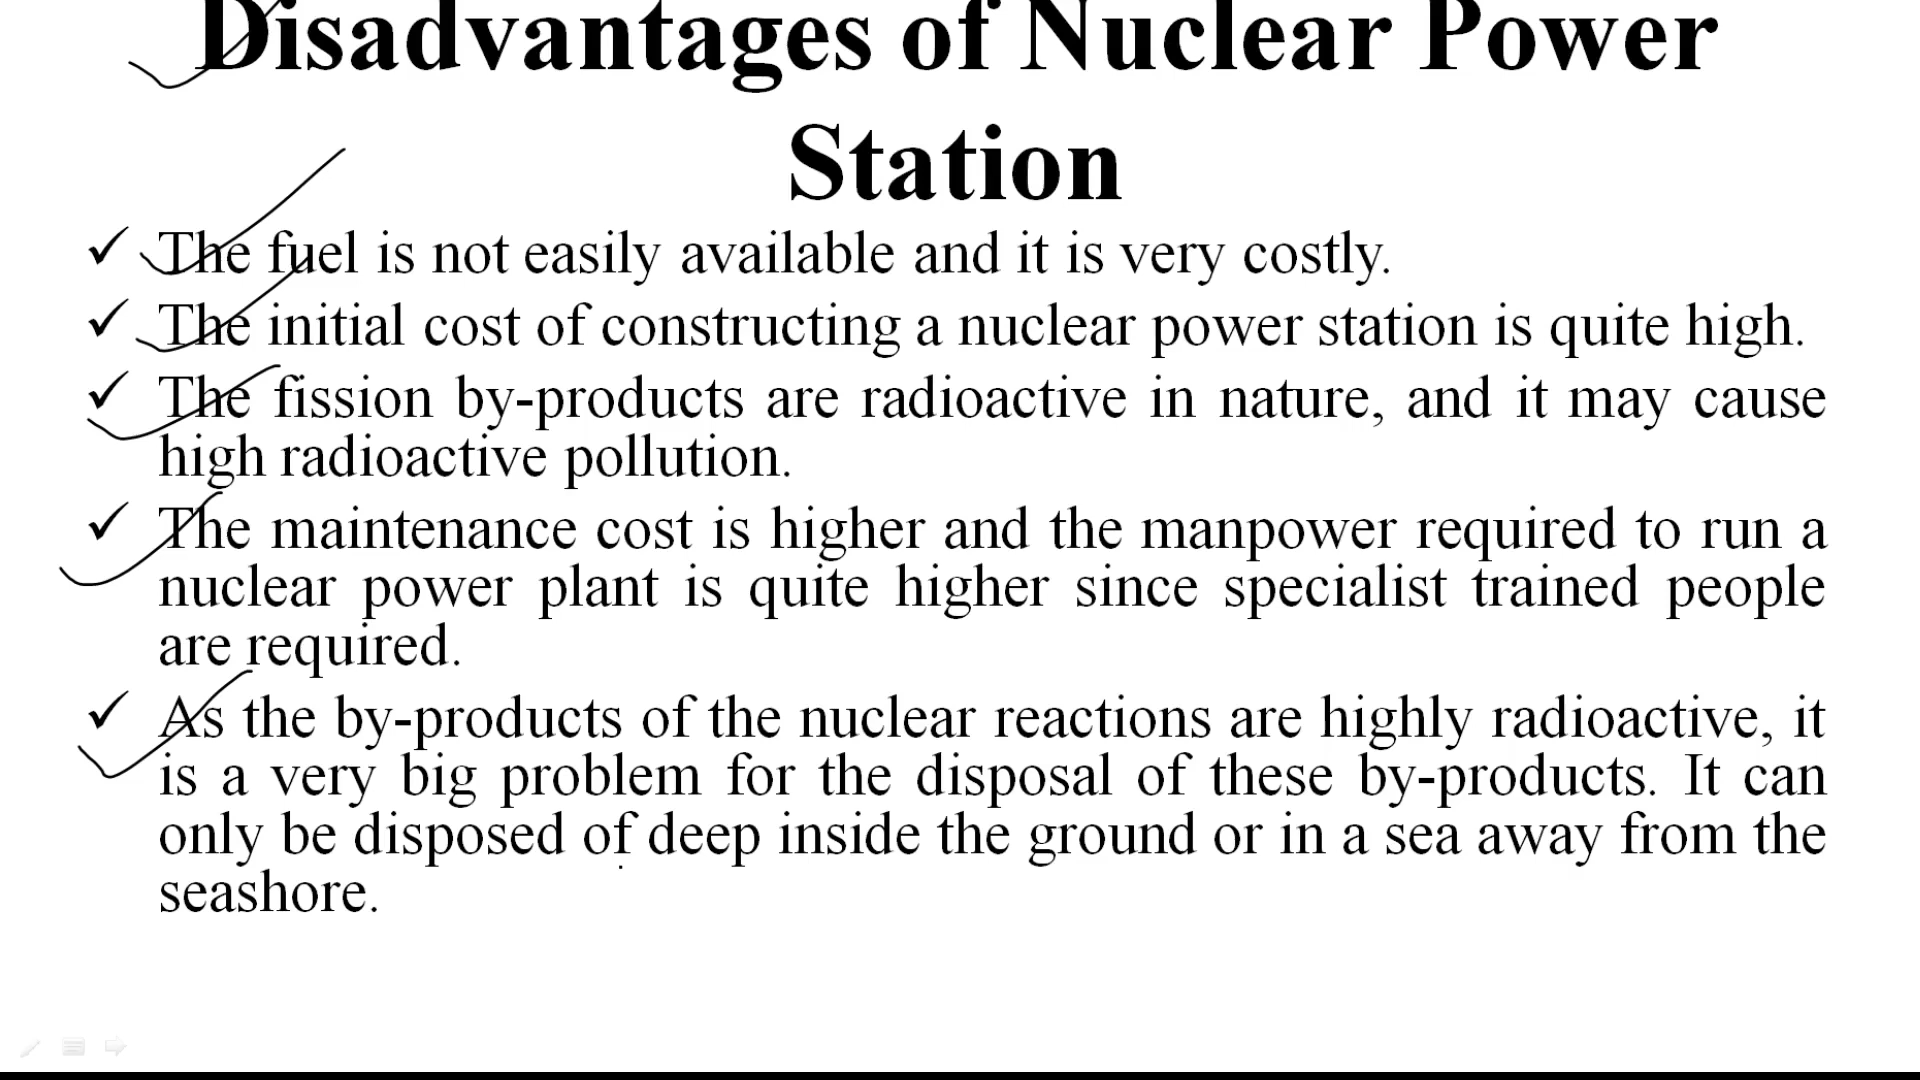 Disadvantages of Nuclear Power
Station
✓ The fuel is not easily available and it is very costly.
✓ The initial cost of constructing a nuclear power station is quite high.
✓ The fission by-products are radioactive in nature, and it may cause
high radioactive pollution.
✓ The maintenance cost is higher and the manpower required to run a
nuclear power plant is quite higher since specialist trained people
are required.
✓ As the by-products of the nuclear reactions are highly radioactive, it
is a very big problem for the disposal of these by-products. It can
only be disposed of deep inside the ground or in a sea away from the
seashore.